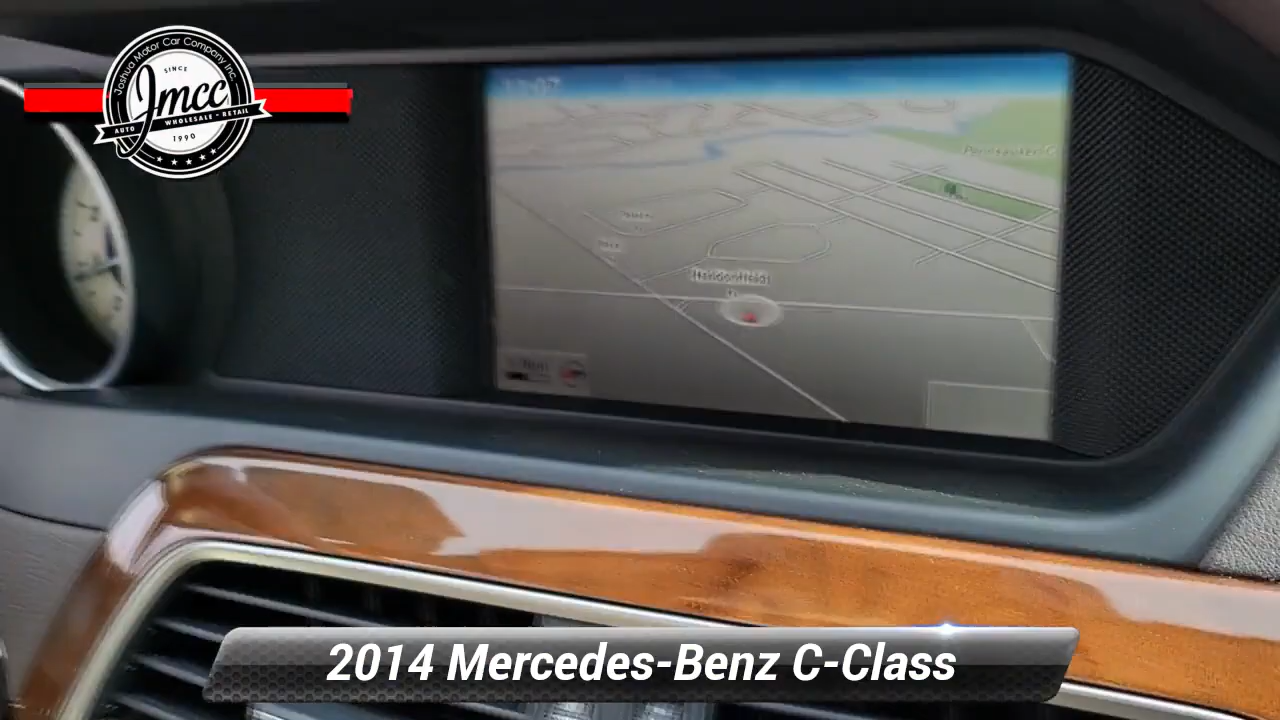 Joshua Motor Car Company Inc.
SINCE
Jmcc
AUTO WHOLESALE - RETAIL
1990
2014 Mercedes-Benz C-Class